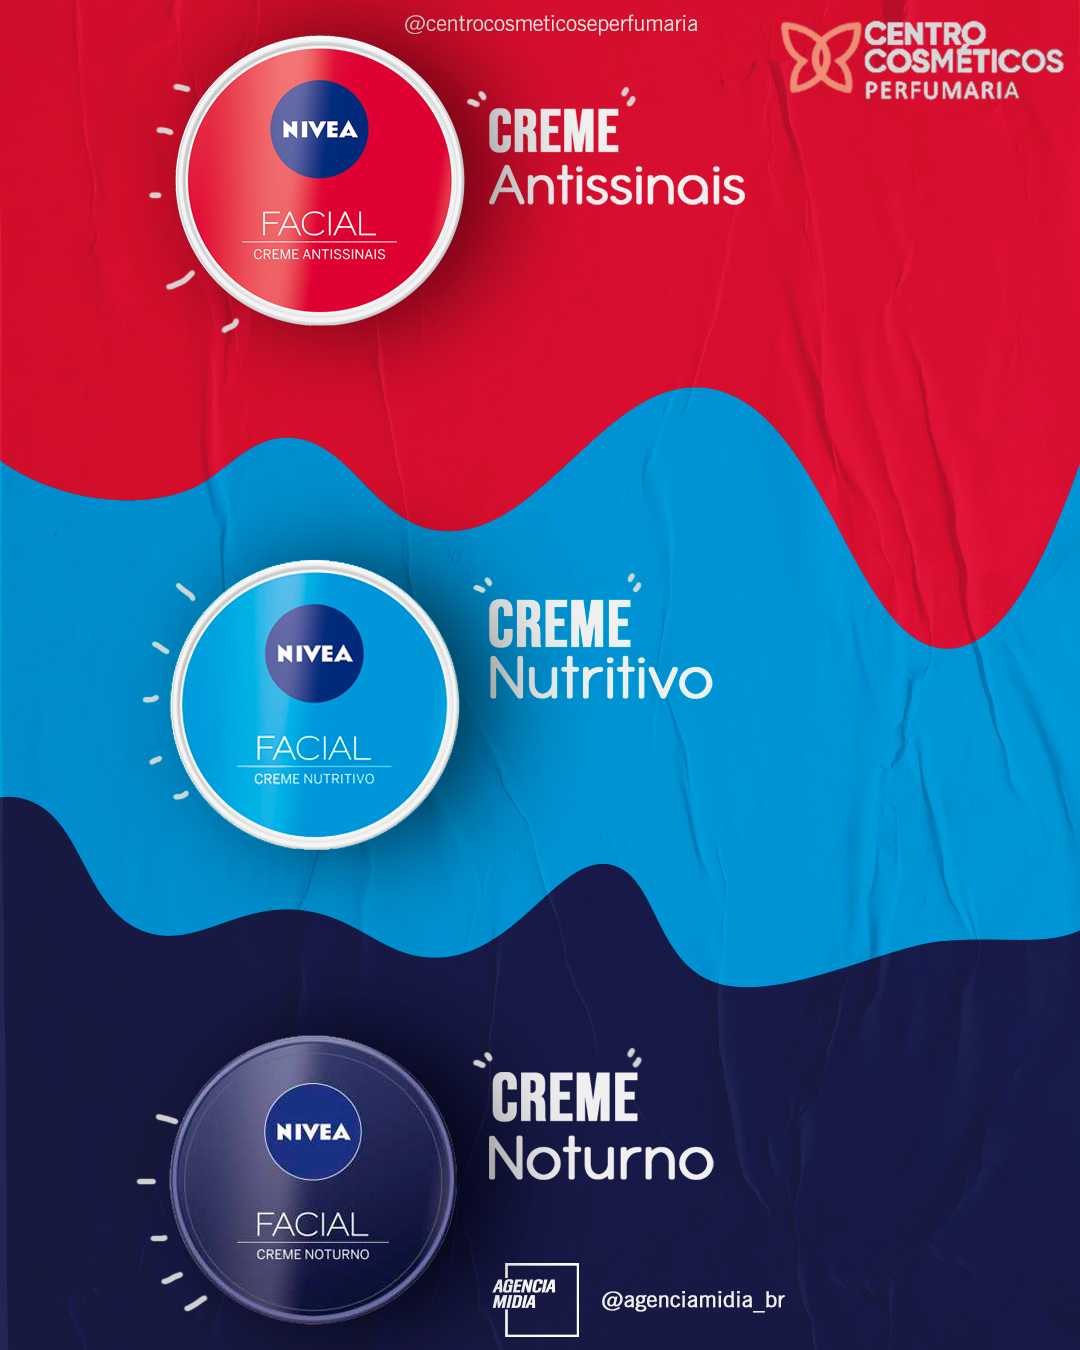 @centrocosmeticoseperfumaria
CENTRO
COSMÉTICOS
PERFUMARIA
NIVEA
FACIAL
CREME ANTISSINAIS
CREME
Antissinais
NIVEA
FACIAL
CREME NUTRITIVO
CREME
Nutritivo
NIVEA
FACIAL
CREME NOTURNO
CREME
Noturno
AGENCIA
MIDIA
@agenciamidia_br